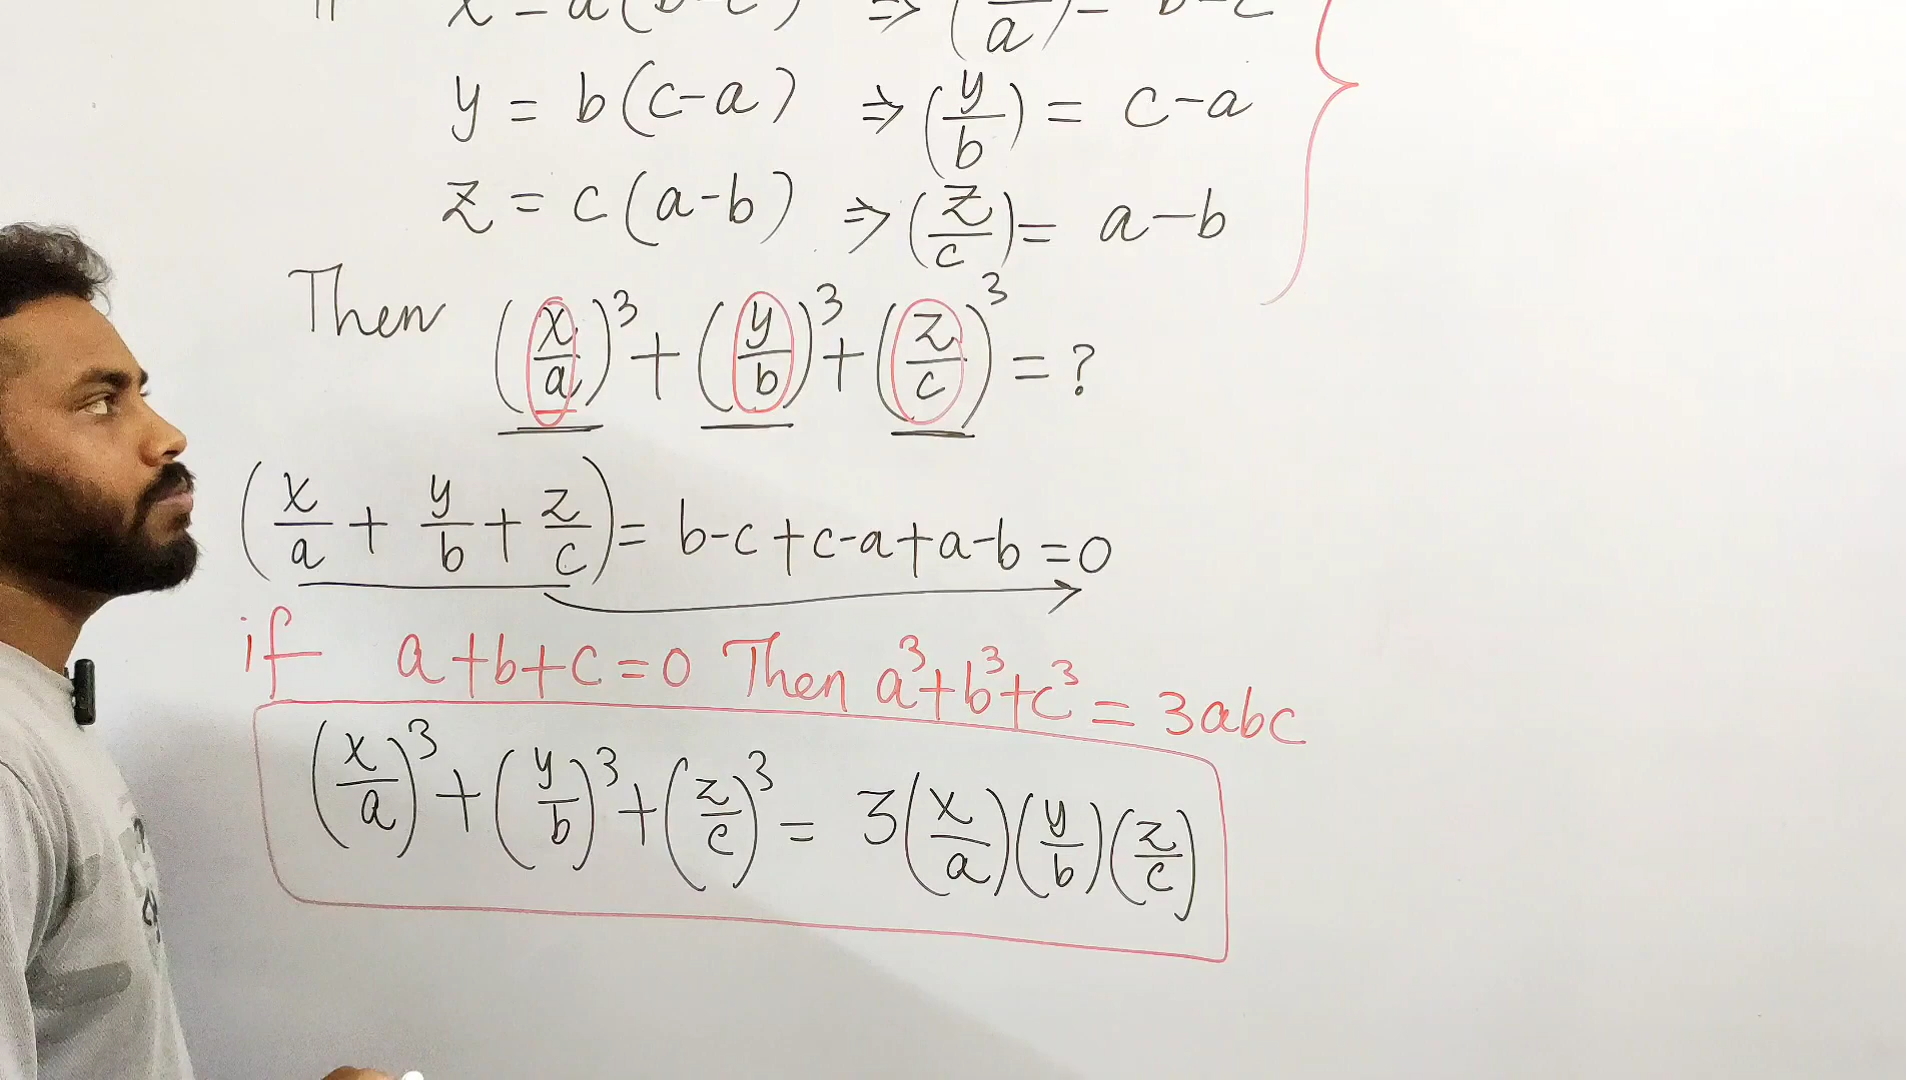 x = a(b-c) ⇒ (x/a) = b-c
y = b(c-a) ⇒ (y/b) = c-a
z = c(a-b) ⇒ (z/c) = a-b
Then (x/a)³ + (y/b)³ + (z/c)³ = ?
(x/a + y/b + z/c) = b-c+c-a+a-b = 0
if a+b+c=0 Then a³+b³+c³ = 3abc
(x/a)³ + (y/b)³ + (z/c)³ = 3(x/a)(y/b)(z/c)